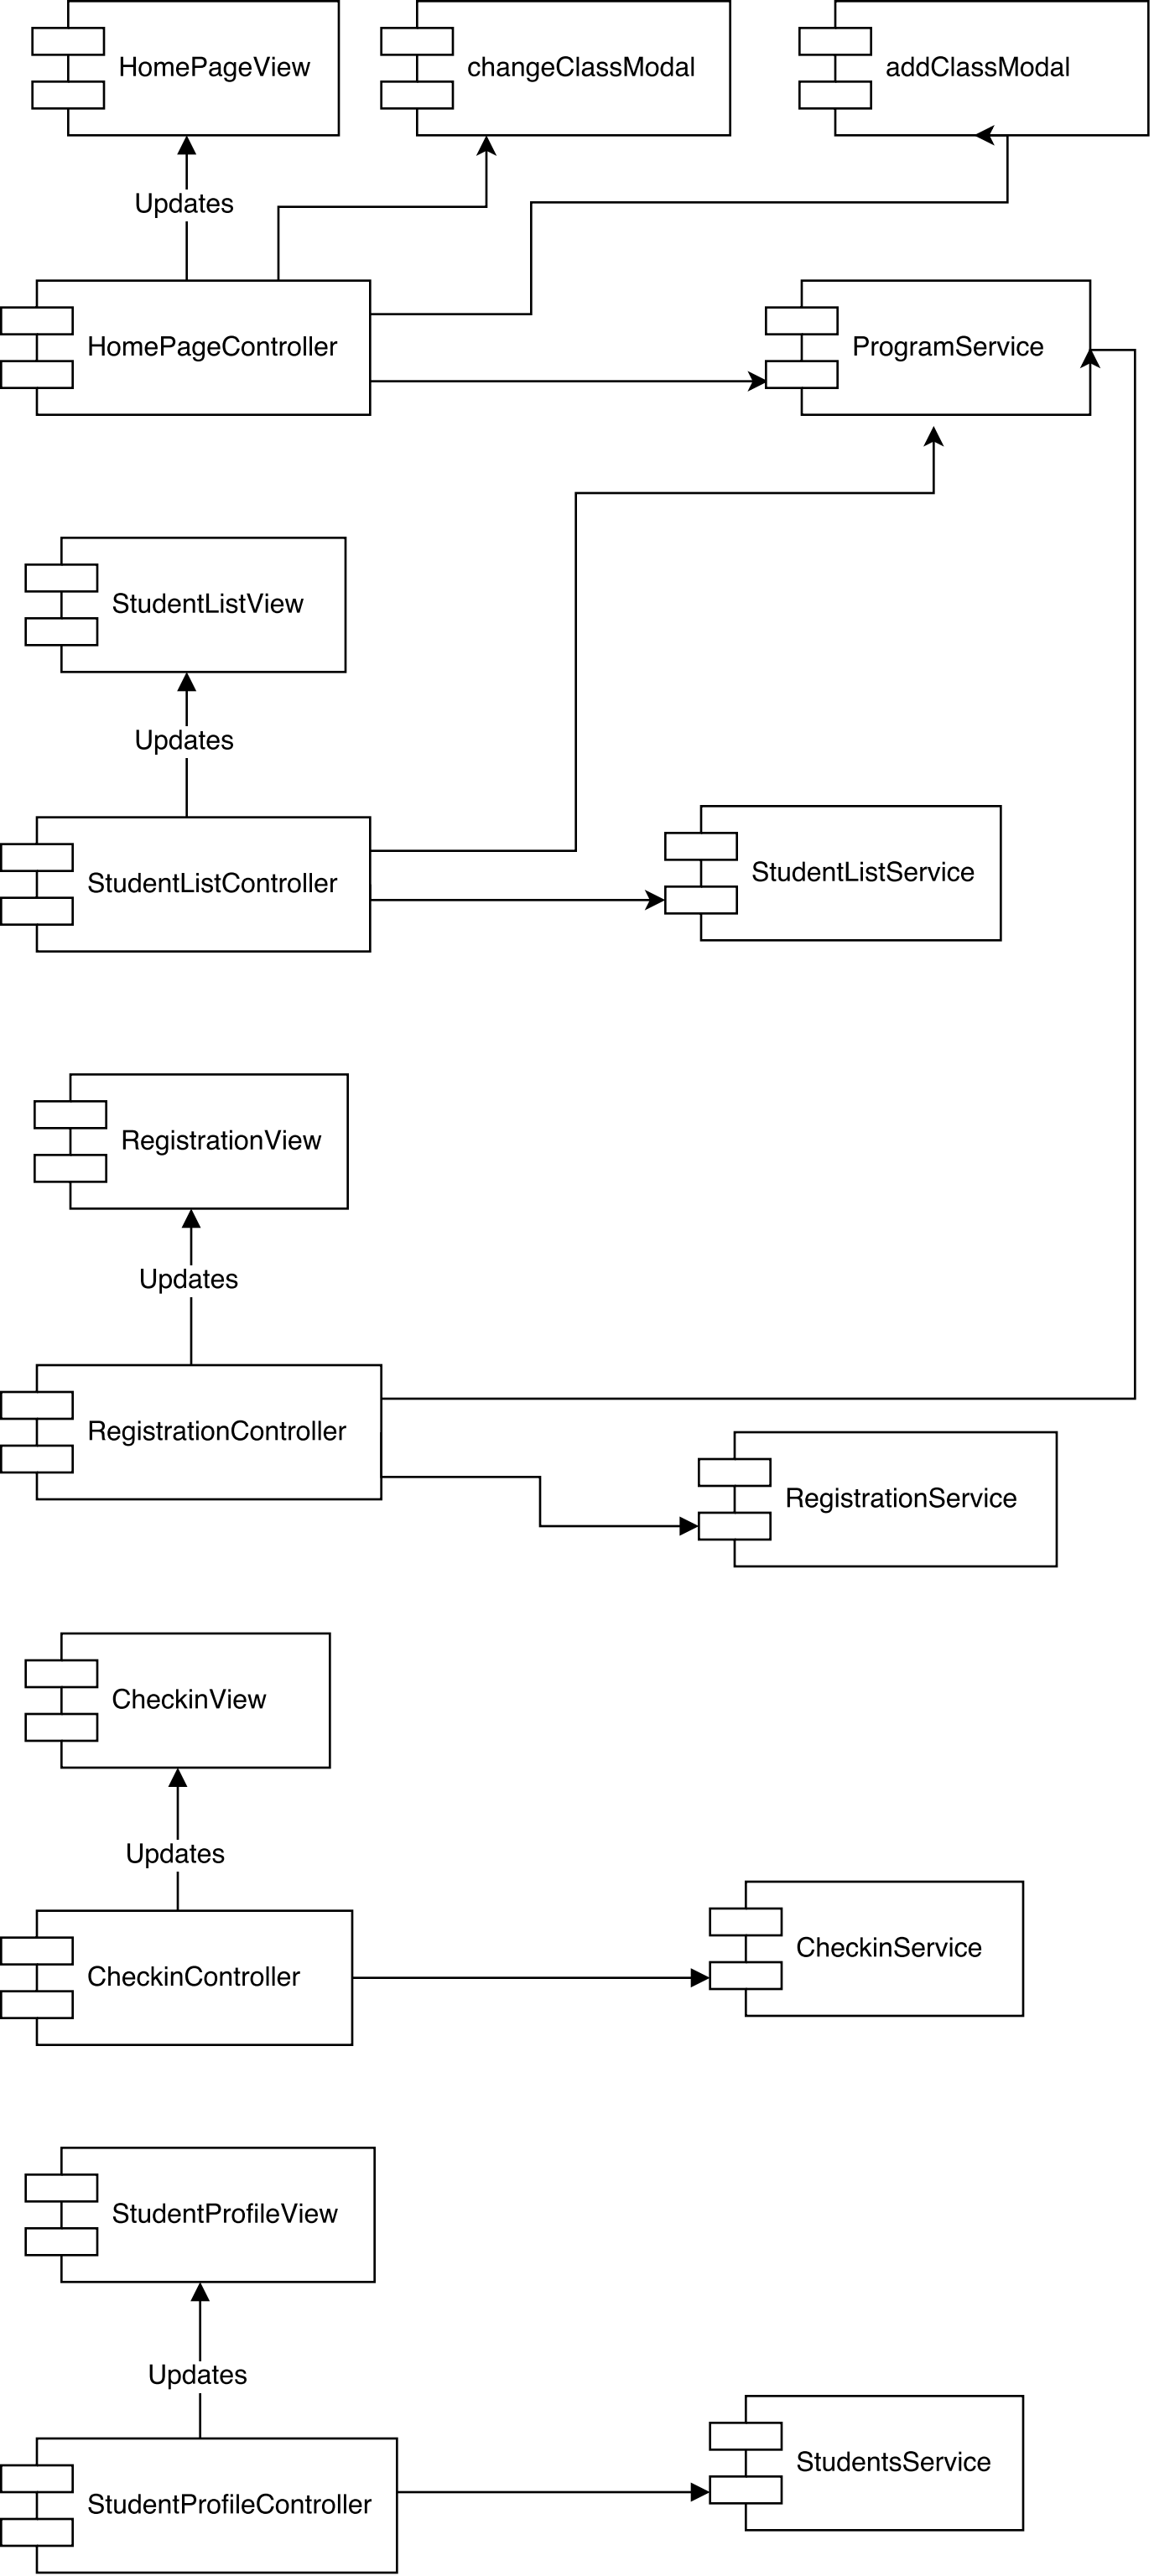 HomePageView
changeClassModal
addClassModal
Updates
HomePageController
ProgramService
StudentListView
Updates
StudentListController
StudentListService
RegistrationView
Updates
RegistrationController
RegistrationService
CheckinView
Updates
CheckinController
CheckinService
StudentProfileView
Updates
StudentProfileController
StudentsService